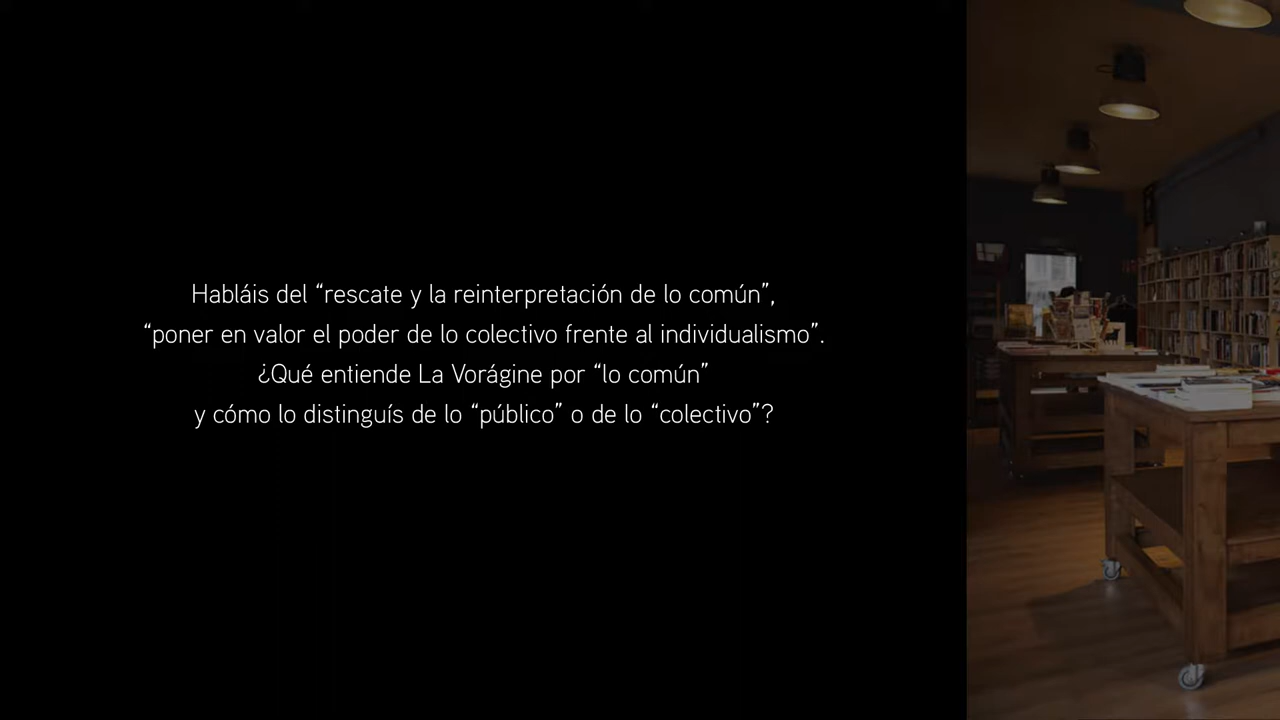 Habláis del “rescate y la reinterpretación de lo común”,
“poner en valor el poder de lo colectivo frente al individualismo”.
¿Qué entiende La Vorágine por “lo común”
y cómo lo distinguís de lo “público” o de lo “colectivo”?